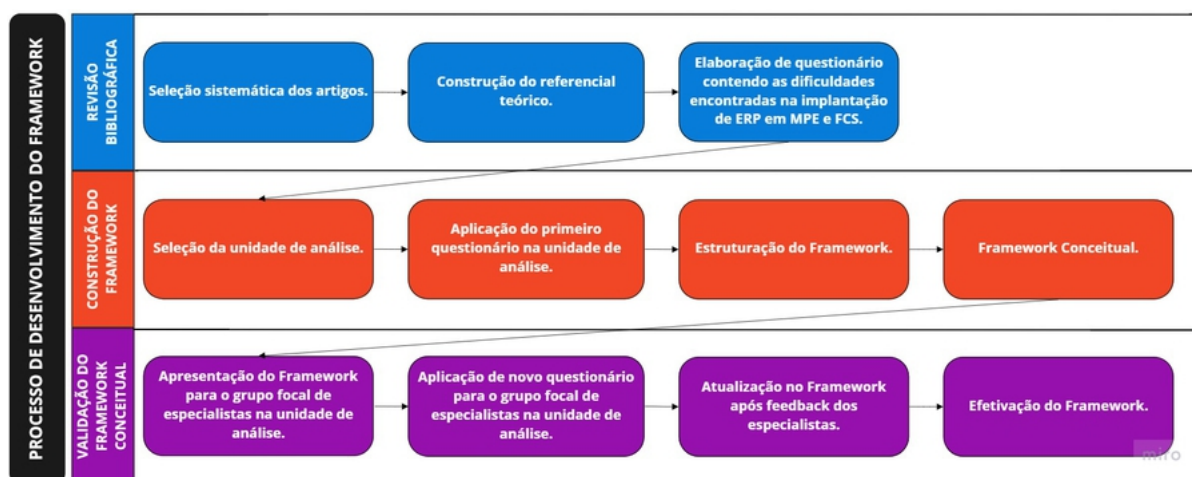 PROCESSO DE DESENVOLVIMENTO DO FRAMEWORK
REVISÃO
BIBLIOGRÁFICA
Seleção sistemática dos artigos.
Construção do referencial
teórico.
Elaboração de questionário
contendo as dificuldades
encontradas na implantação
de ERP em MPE e FCS.
CONSTRUÇÃO DO
FRAMEWORK
Seleção da unidade de análise.
Aplicação do primeiro
questionário na unidade de
análise.
Estruturação do Framework.
Framework Conceitual.
VALIDAÇÃO DO
FRAMEWORK
CONCEITUAL
Apresentação do Framework
para o grupo focal de
especialistas na unidade de
análise.
Aplicação de novo questionário
para o grupo focal de
especialistas na unidade de
análise.
Atualização no Framework
após feedback dos
especialistas.
Efetivação do Framework.
miro